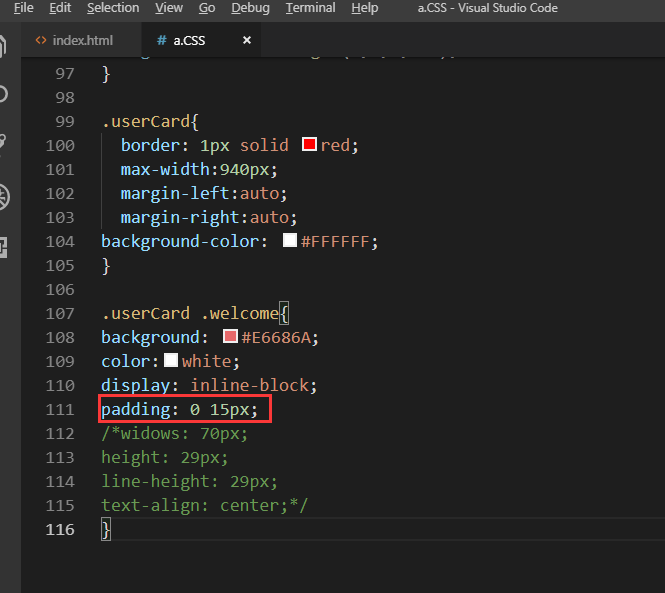 File Edit Selection View Go Debug Terminal Help a.CSS - Visual Studio Code
<> index.html # a.CSS ×
97 }
98
99 .userCard{
100 border: 1px solid red;
101 max-width:940px;
102 margin-left:auto;
103 margin-right:auto;
104 background-color: #FFFFFF;
105 }
106
107 .userCard .welcome{
108 background: #E6686A;
109 color:white;
110 display: inline-block;
111 padding: 0 15px;
112 /*widows: 70px;
113 height: 29px;
114 line-height: 29px;
115 text-align: center;*/
116 }